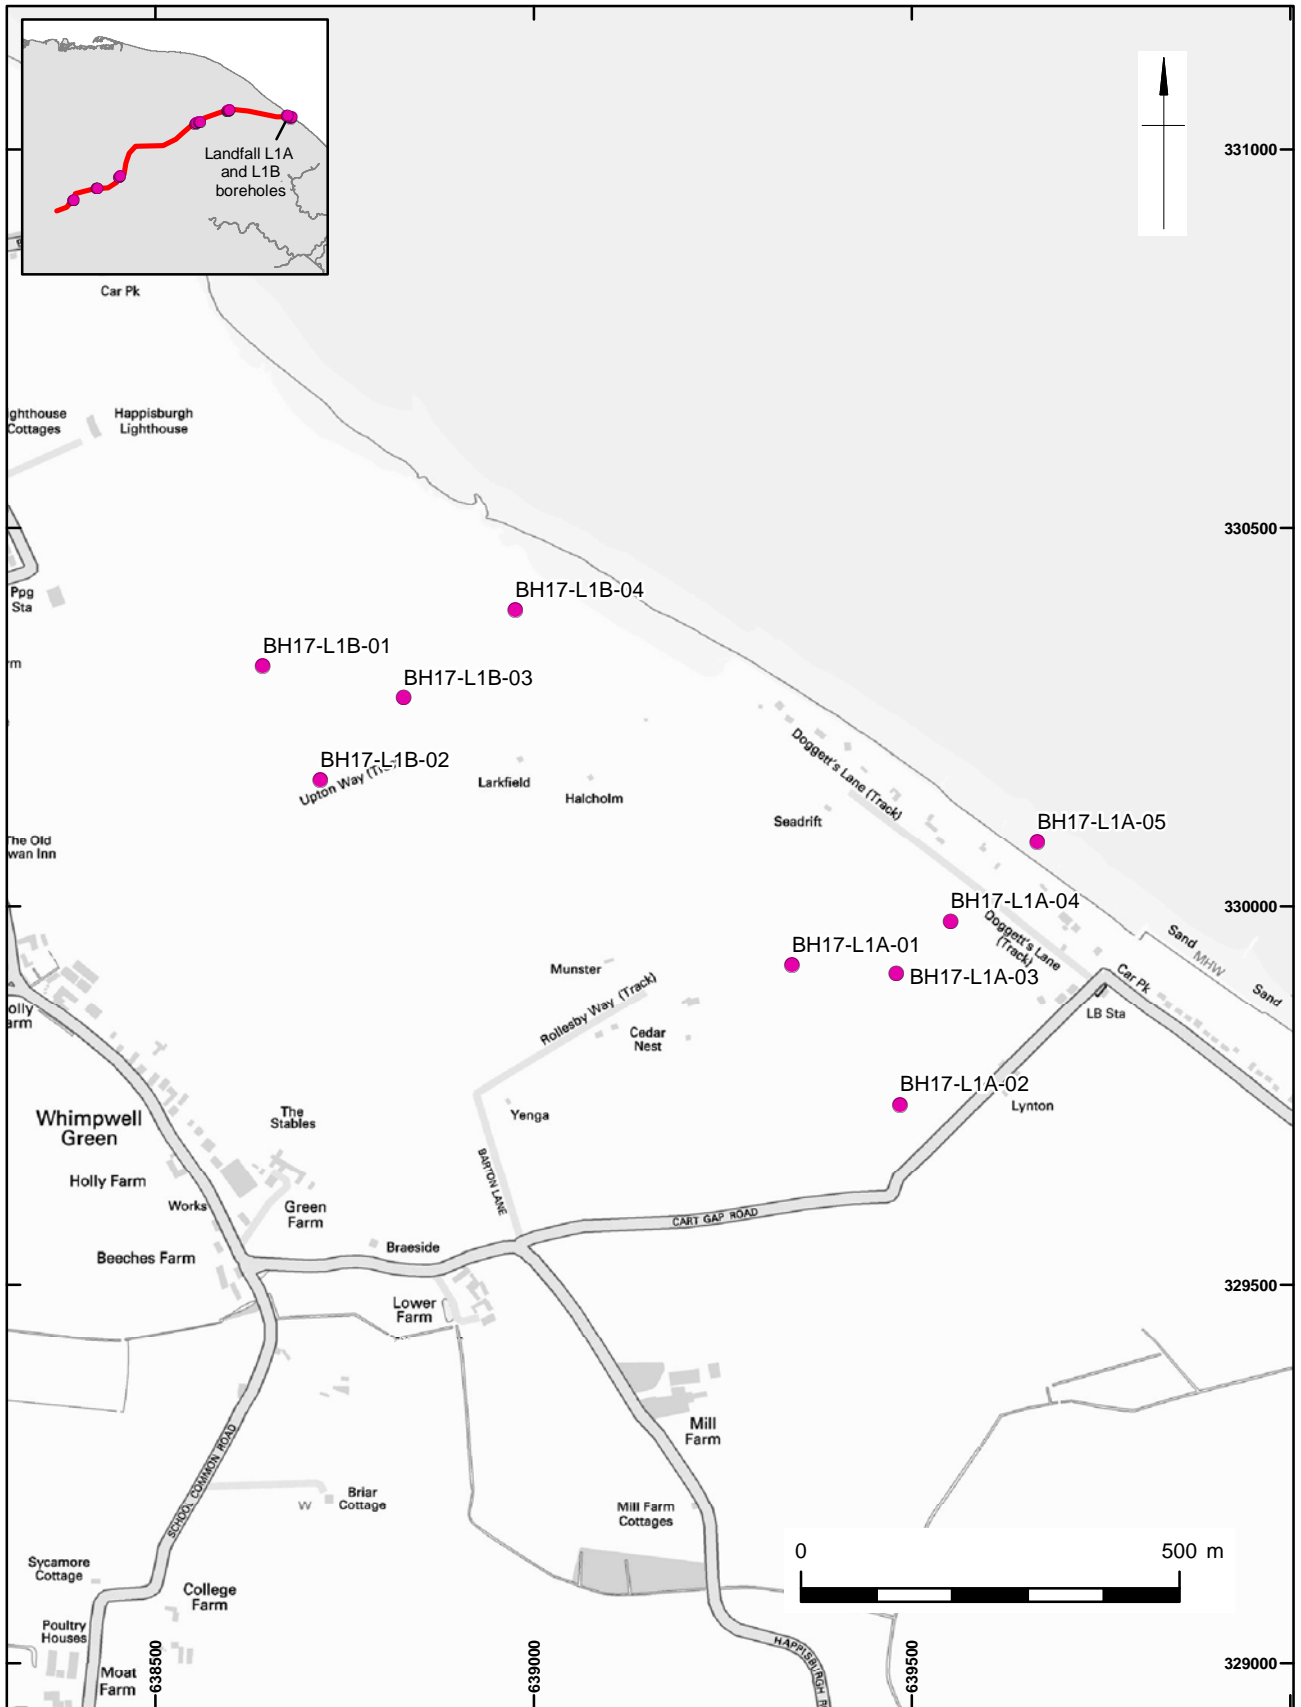 Landfall L1A
and L1B
boreholes
331000
Car Pk
ghthouse
Cottages
Happisburgh
Lighthouse
330500
Ppg
Sta
BH17-L1B-04
BH17-L1B-01
rm
BH17-L1B-03
BH17-L1B-02
Upton Way
Larkfield
Halcholm
Doggett's Lane (Track)
Seadrift
BH17-L1A-05
The Old
wan Inn
330000
BH17-L1A-04
Doggett's Lane
(Track)
Sand
MHW
Sand
BH17-L1A-01
BH17-L1A-03
Car Pk
LB Sta
Munster
Rollesby Way (Track)
Cedar
Nest
olly
arm
BH17-L1A-02
Lynton
Whimpwell
Green
The
Stables
Yenga
BARTON LANE
Holly Farm
Works
Green
Farm
CART GAP ROAD
Beeches Farm
Braeside
329500
Lower
Farm
Mill
Farm
SCHOOL COMMON ROAD
Briar
Cottage
W
Mill Farm
Cottages
0
500 m
Sycamore
Cottage
College
Farm
Poultry
Houses
Moat
Farm
HAPPISBURGH R
638500
639000
639500
329000